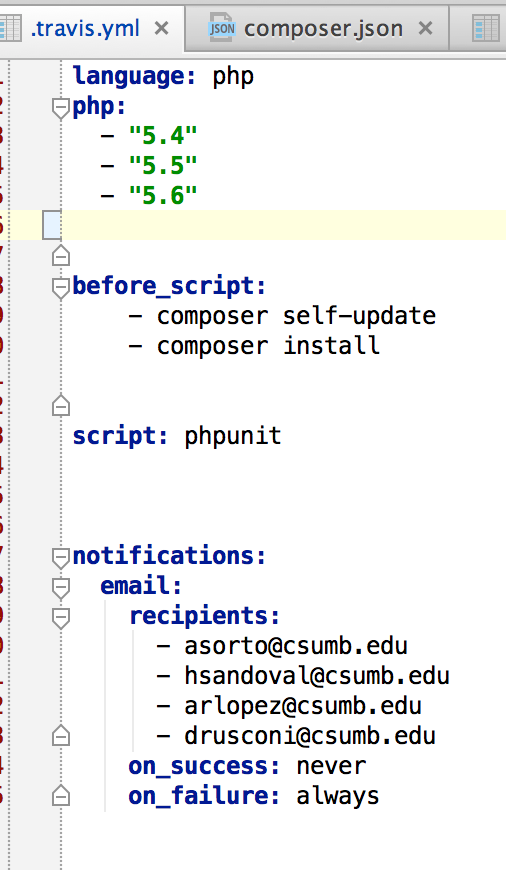 .travis.yml
JSON composer.json
language: php
php:
  - "5.4"
  - "5.5"
  - "5.6"
before_script:
    - composer self-update
    - composer install
script: phpunit
notifications:
  email:
    recipients:
      - asorto@csumb.edu
      - hsandoval@csumb.edu
      - arlopez@csumb.edu
      - drusconi@csumb.edu
    on_success: never
    on_failure: always